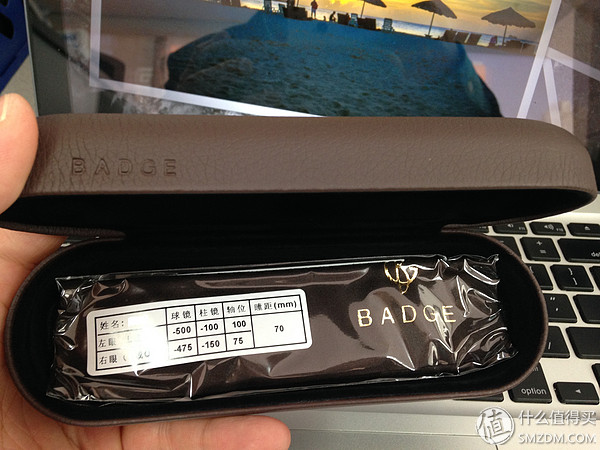 BADGE
姓名: 球镜 柱镜 轴位 瞳距(mm)
左眼 -500 -100 100 70
右眼 -475 -150 75
BADGE
option
值 什么值得买
SMZDM.COM